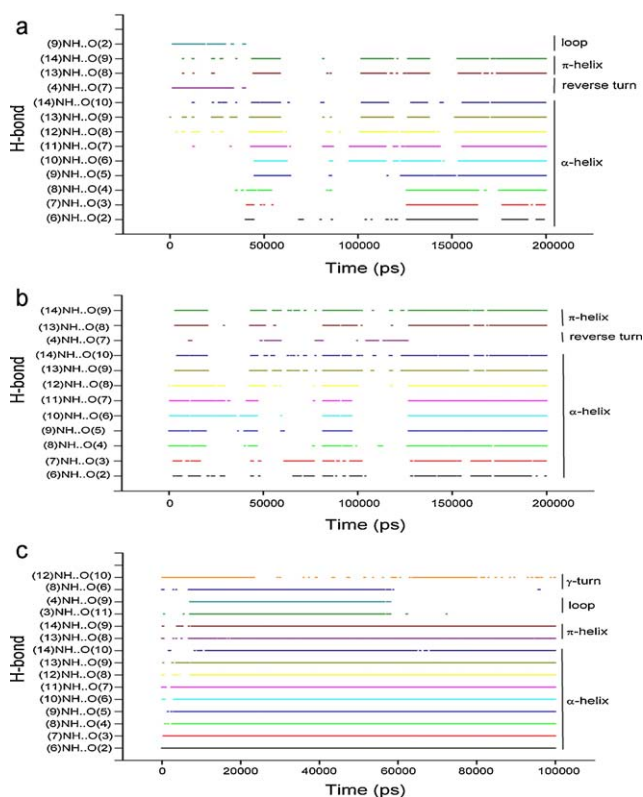 a
(9)NH..O(2) loop
(14)NH..O(9)
π-helix
(13)NH..O(8)
(4)NH..O(7) reverse turn
(14)NH..O(10)
(13)NH..O(9)
(12)NH..O(8)
(11)NH..O(7)
(10)NH..O(6) α-helix
(9)NH..O(5)
(8)NH..O(4)
(7)NH..O(3)
(6)NH..O(2)
H-bond
0 50000 100000 150000 200000
Time (ps)
b
(14)NH..O(9)
π-helix
(13)NH..O(8)
(4)NH..O(7) reverse turn
(14)NH..O(10)
(13)NH..O(9)
(12)NH..O(8)
(11)NH..O(7)
(10)NH..O(6) α-helix
(9)NH..O(5)
(8)NH..O(4)
(7)NH..O(3)
(6)NH..O(2)
H-bond
0 50000 100000 150000 200000
Time (ps)
c
(12)NH..O(10)
γ-turn
(8)NH..O(6)
(4)NH..O(9)
loop
(3)NH..O(11)
(14)NH..O(9)
π-helix
(13)NH..O(8)
(14)NH..O(10)
(13)NH..O(9)
(12)NH..O(8)
(11)NH..O(7)
α-helix
(10)NH..O(6)
(9)NH..O(5)
(8)NH..O(4)
(7)NH..O(3)
(6)NH..O(2)
H-bond
0 20000 40000 60000 80000 100000
Time (ps)